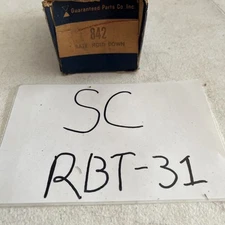 Guaranteed Parts Co. Inc.
842
SC
RBT-31